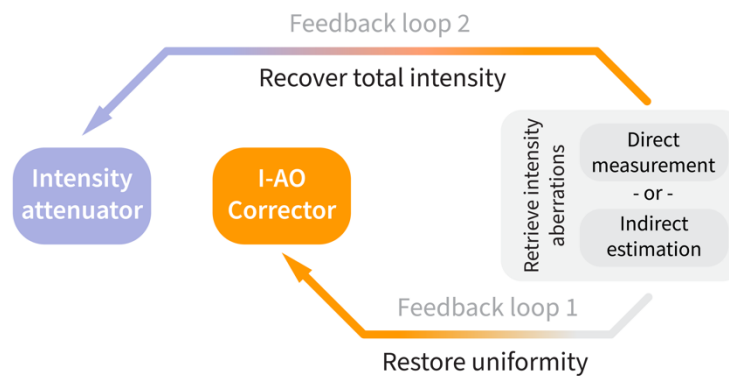 Feedback loop 2
Recover total intensity
Intensity
attenuator
I-AO
Corrector
Retrieve intensity
aberrations
Direct
measurement
- or -
Indirect
estimation
Feedback loop 1
Restore uniformity